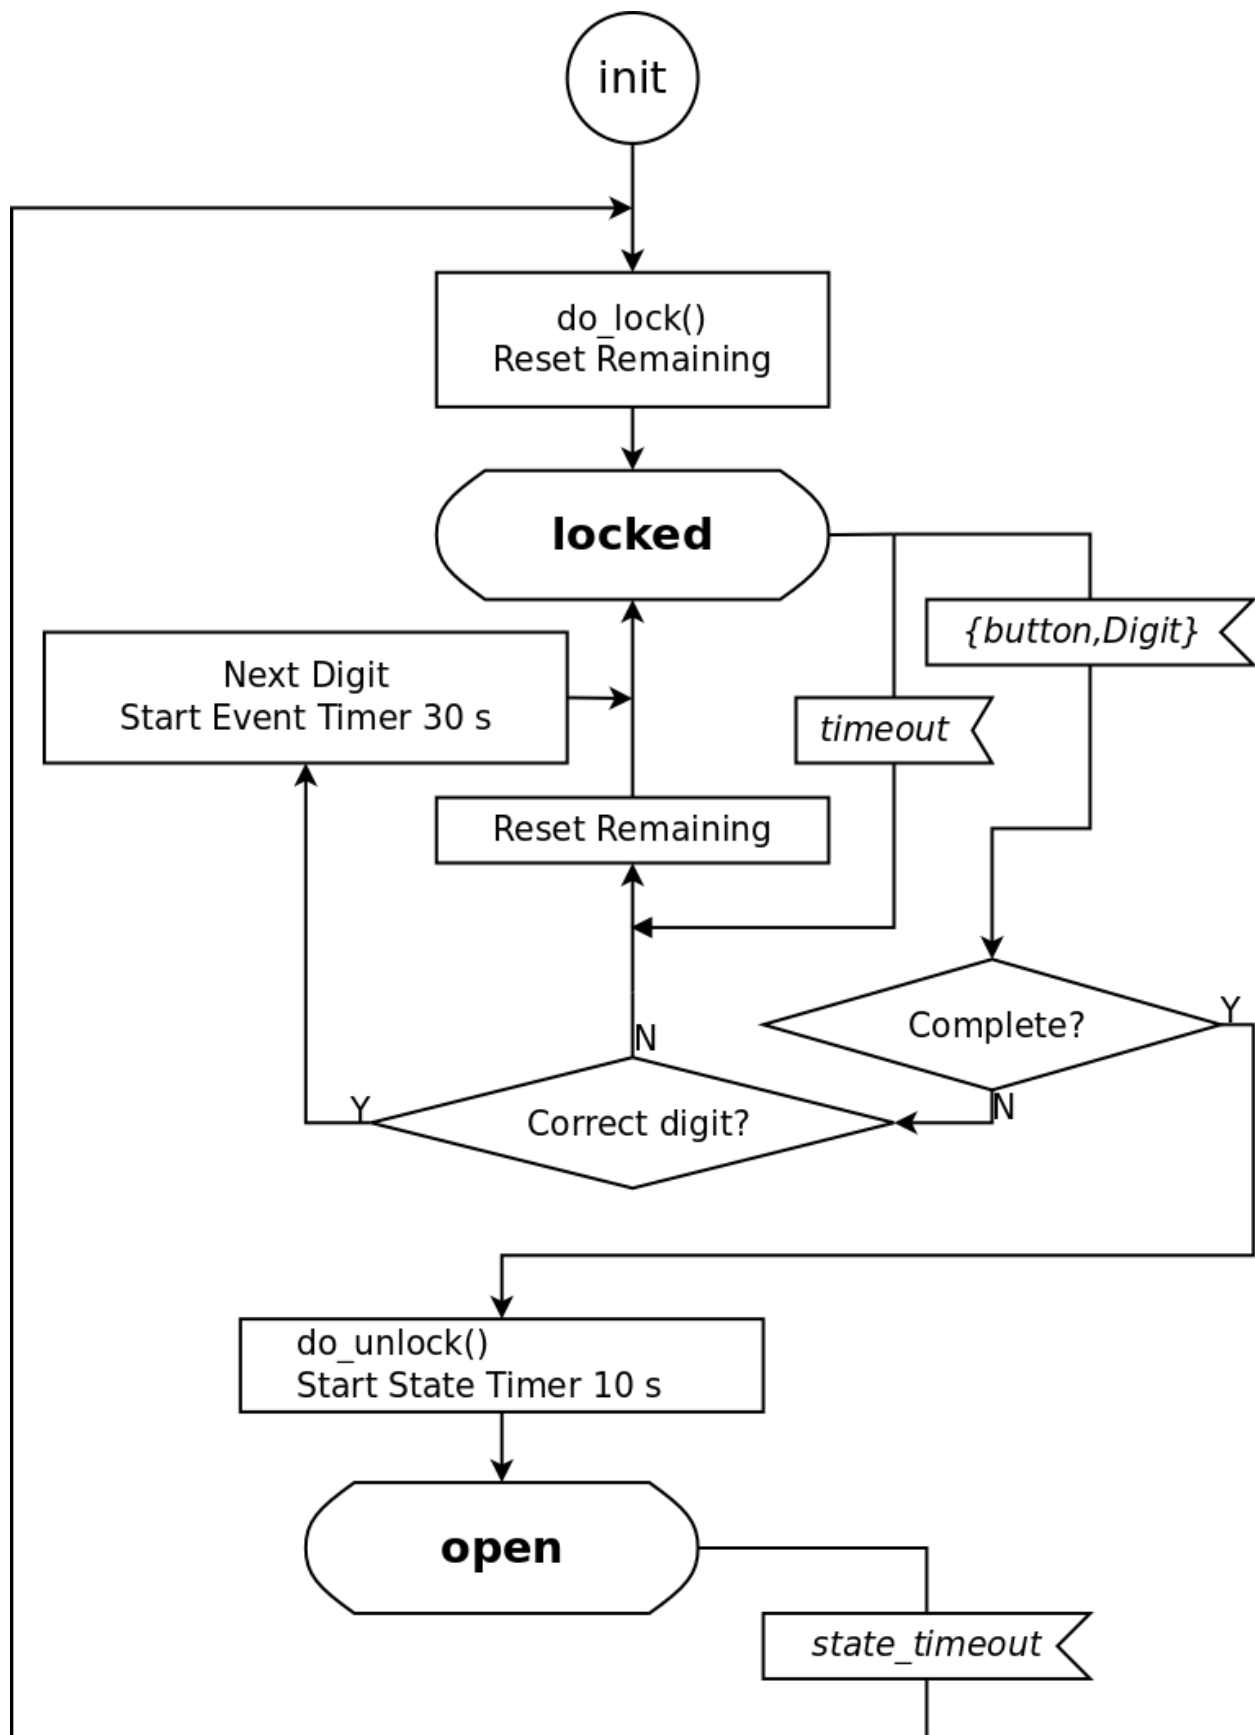 init
do_lock()
Reset Remaining
locked
{button,Digit}
Next Digit
Start Event Timer 30 s
timeout
Reset Remaining
Complete?
Y
N
Correct digit?
Y
N
do_unlock()
Start State Timer 10 s
open
state_timeout